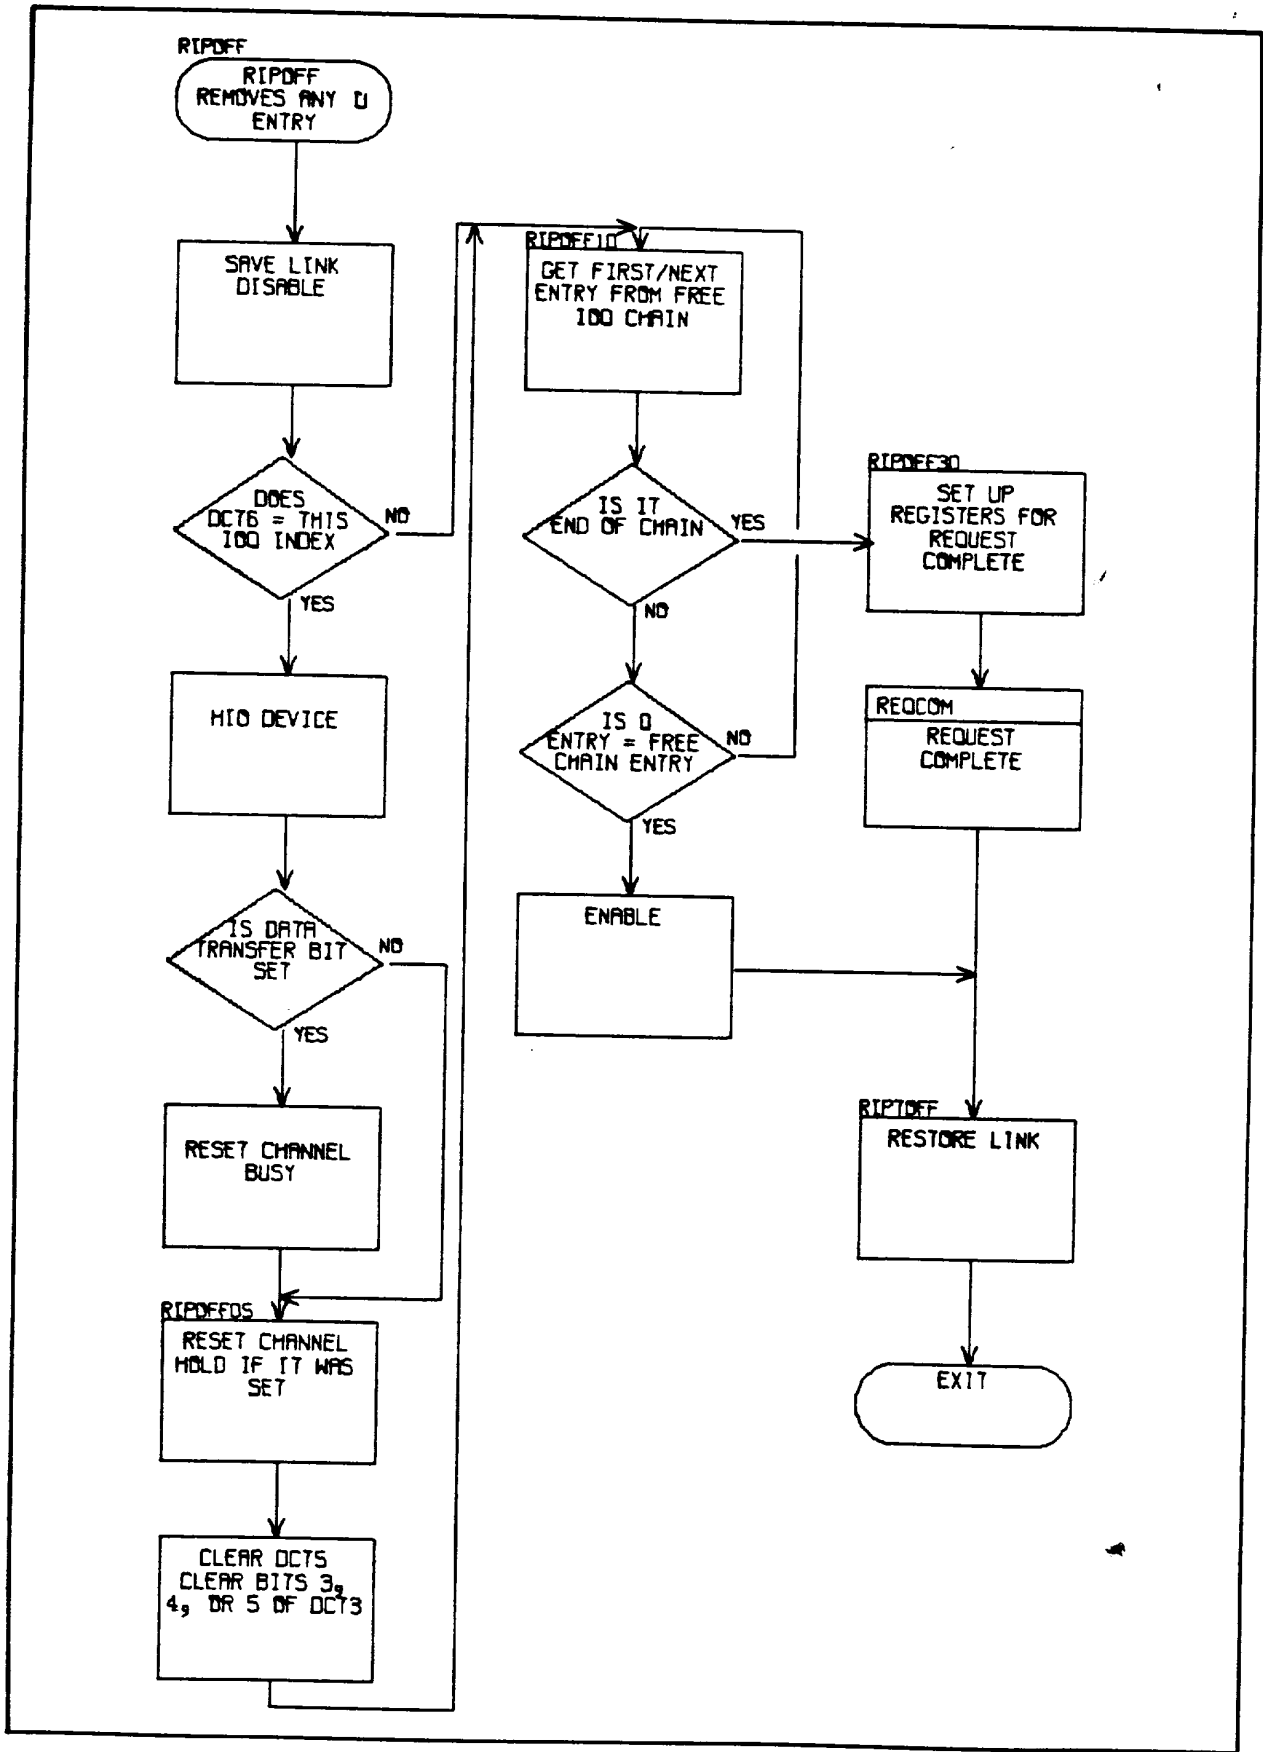 RIPOFF
RIPOFF
REMOVES ANY Q
ENTRY
SAVE LINK
DISABLE
DOES
DCT6 = THIS
IOQ INDEX
NO
YES
HIO DEVICE
IS DATA
TRANSFER BIT
SET
NO
YES
RESET CHANNEL
BUSY
RIPOFF05
RESET CHANNEL
HOLD IF IT WAS
SET
CLEAR DCT5
CLEAR BITS 3,
4, OR 5 OF DCT3
RIPOFF10
GET FIRST/NEXT
ENTRY FROM FREE
IOQ CHAIN
IS IT
END OF CHAIN
YES
NO
IS Q
ENTRY = FREE
CHAIN ENTRY
NO
YES
ENABLE
RIPOFF30
SET UP
REGISTERS FOR
REQUEST
COMPLETE
REQCOM
REQUEST
COMPLETE
RIPTOFF
RESTORE LINK
EXIT